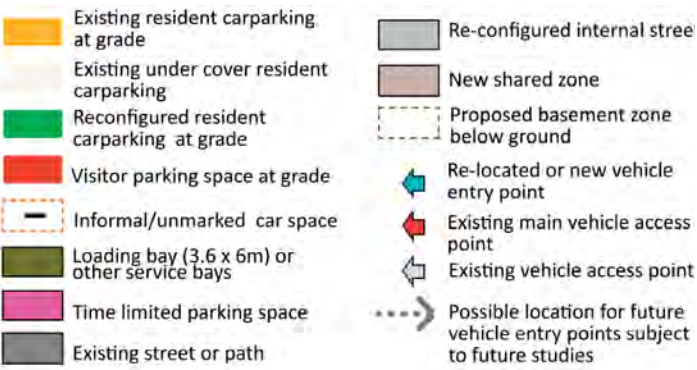 Existing resident carparking
at grade
Existing under cover resident
carparking
Reconfigured resident
carparking at grade
Visitor parking space at grade
Informal/unmarked car space
Loading bay (3.6 x 6m) or
other service bays
Time limited parking space
Existing street or path
Re-configured internal street
New shared zone
Proposed basement zone
below ground
Re-located or new vehicle
entry point
Existing main vehicle access
point
Existing vehicle access point
Possible location for future
vehicle entry points subject
to future studies